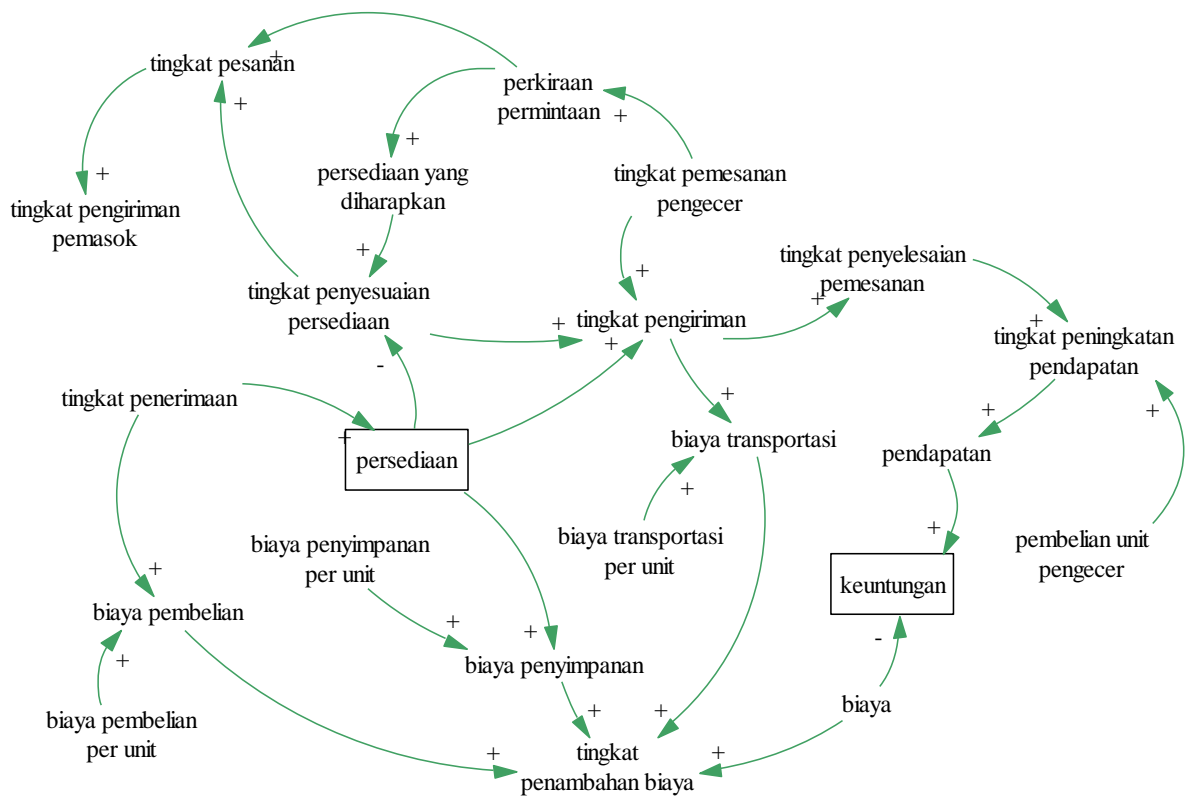 tingkat pesanan
+
+
perkiraan
permintaan
+
+
persediaan yang
diharapkan
tingkat pemesanan
pengecer
+
tingkat pengiriman
pemasok
+
+
tingkat penyesuaian
persediaan
tingkat penyelesaian
pemesanan
+
tingkat pengiriman
+
+
-
tingkat peningkatan
pendapatan
+
tingkat penerimaan
+
persediaan
+
biaya transportasi
+
pendapatan
+
+
biaya penyimpanan
per unit
biaya transportasi
per unit
+
pembelian unit
pengecer
+
keuntungan
-
+
biaya pembelian
+
biaya pembelian
per unit
+
+
biaya penyimpanan
biaya
+
+
+
+
tingkat
penambahan biaya